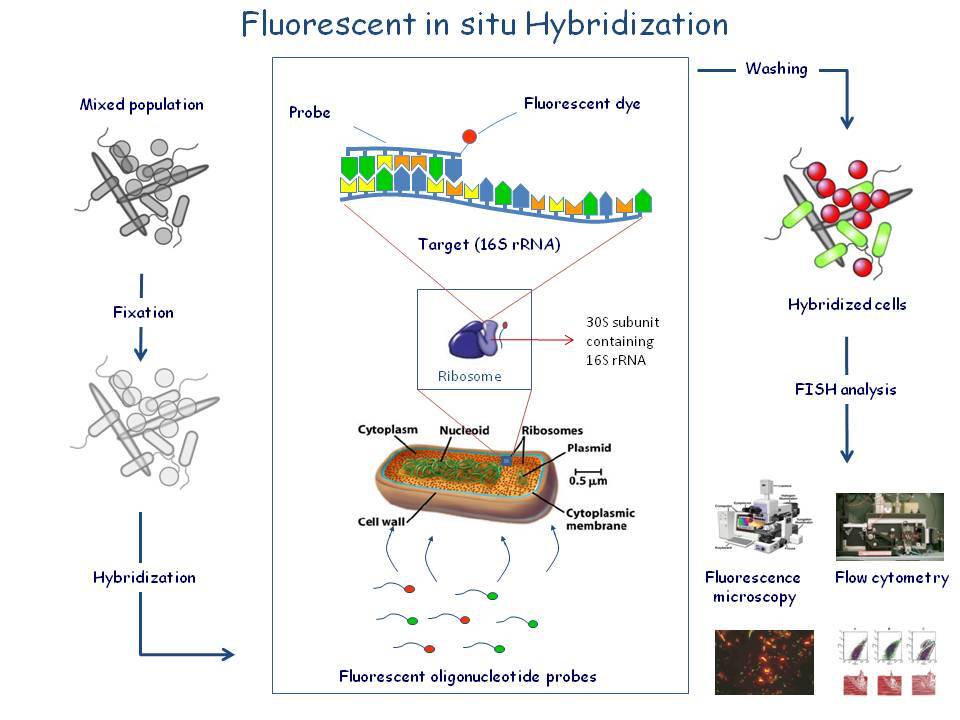 Fluorescent in situ Hybridization
Mixed population
Fixation
Hybridization
Probe
Fluorescent dye
Target (16S rRNA)
Ribosome
30S subunit
containing
16S rRNA
Cytoplasm
Nucleoid
Ribosomes
Plasmid
0.5 µm
Cell wall
Cytoplasmic
membrane
Fluorescent oligonucleotide probes
Washing
Hybridized cells
FISH analysis
Fluorescence
microscopy
Flow cytometry